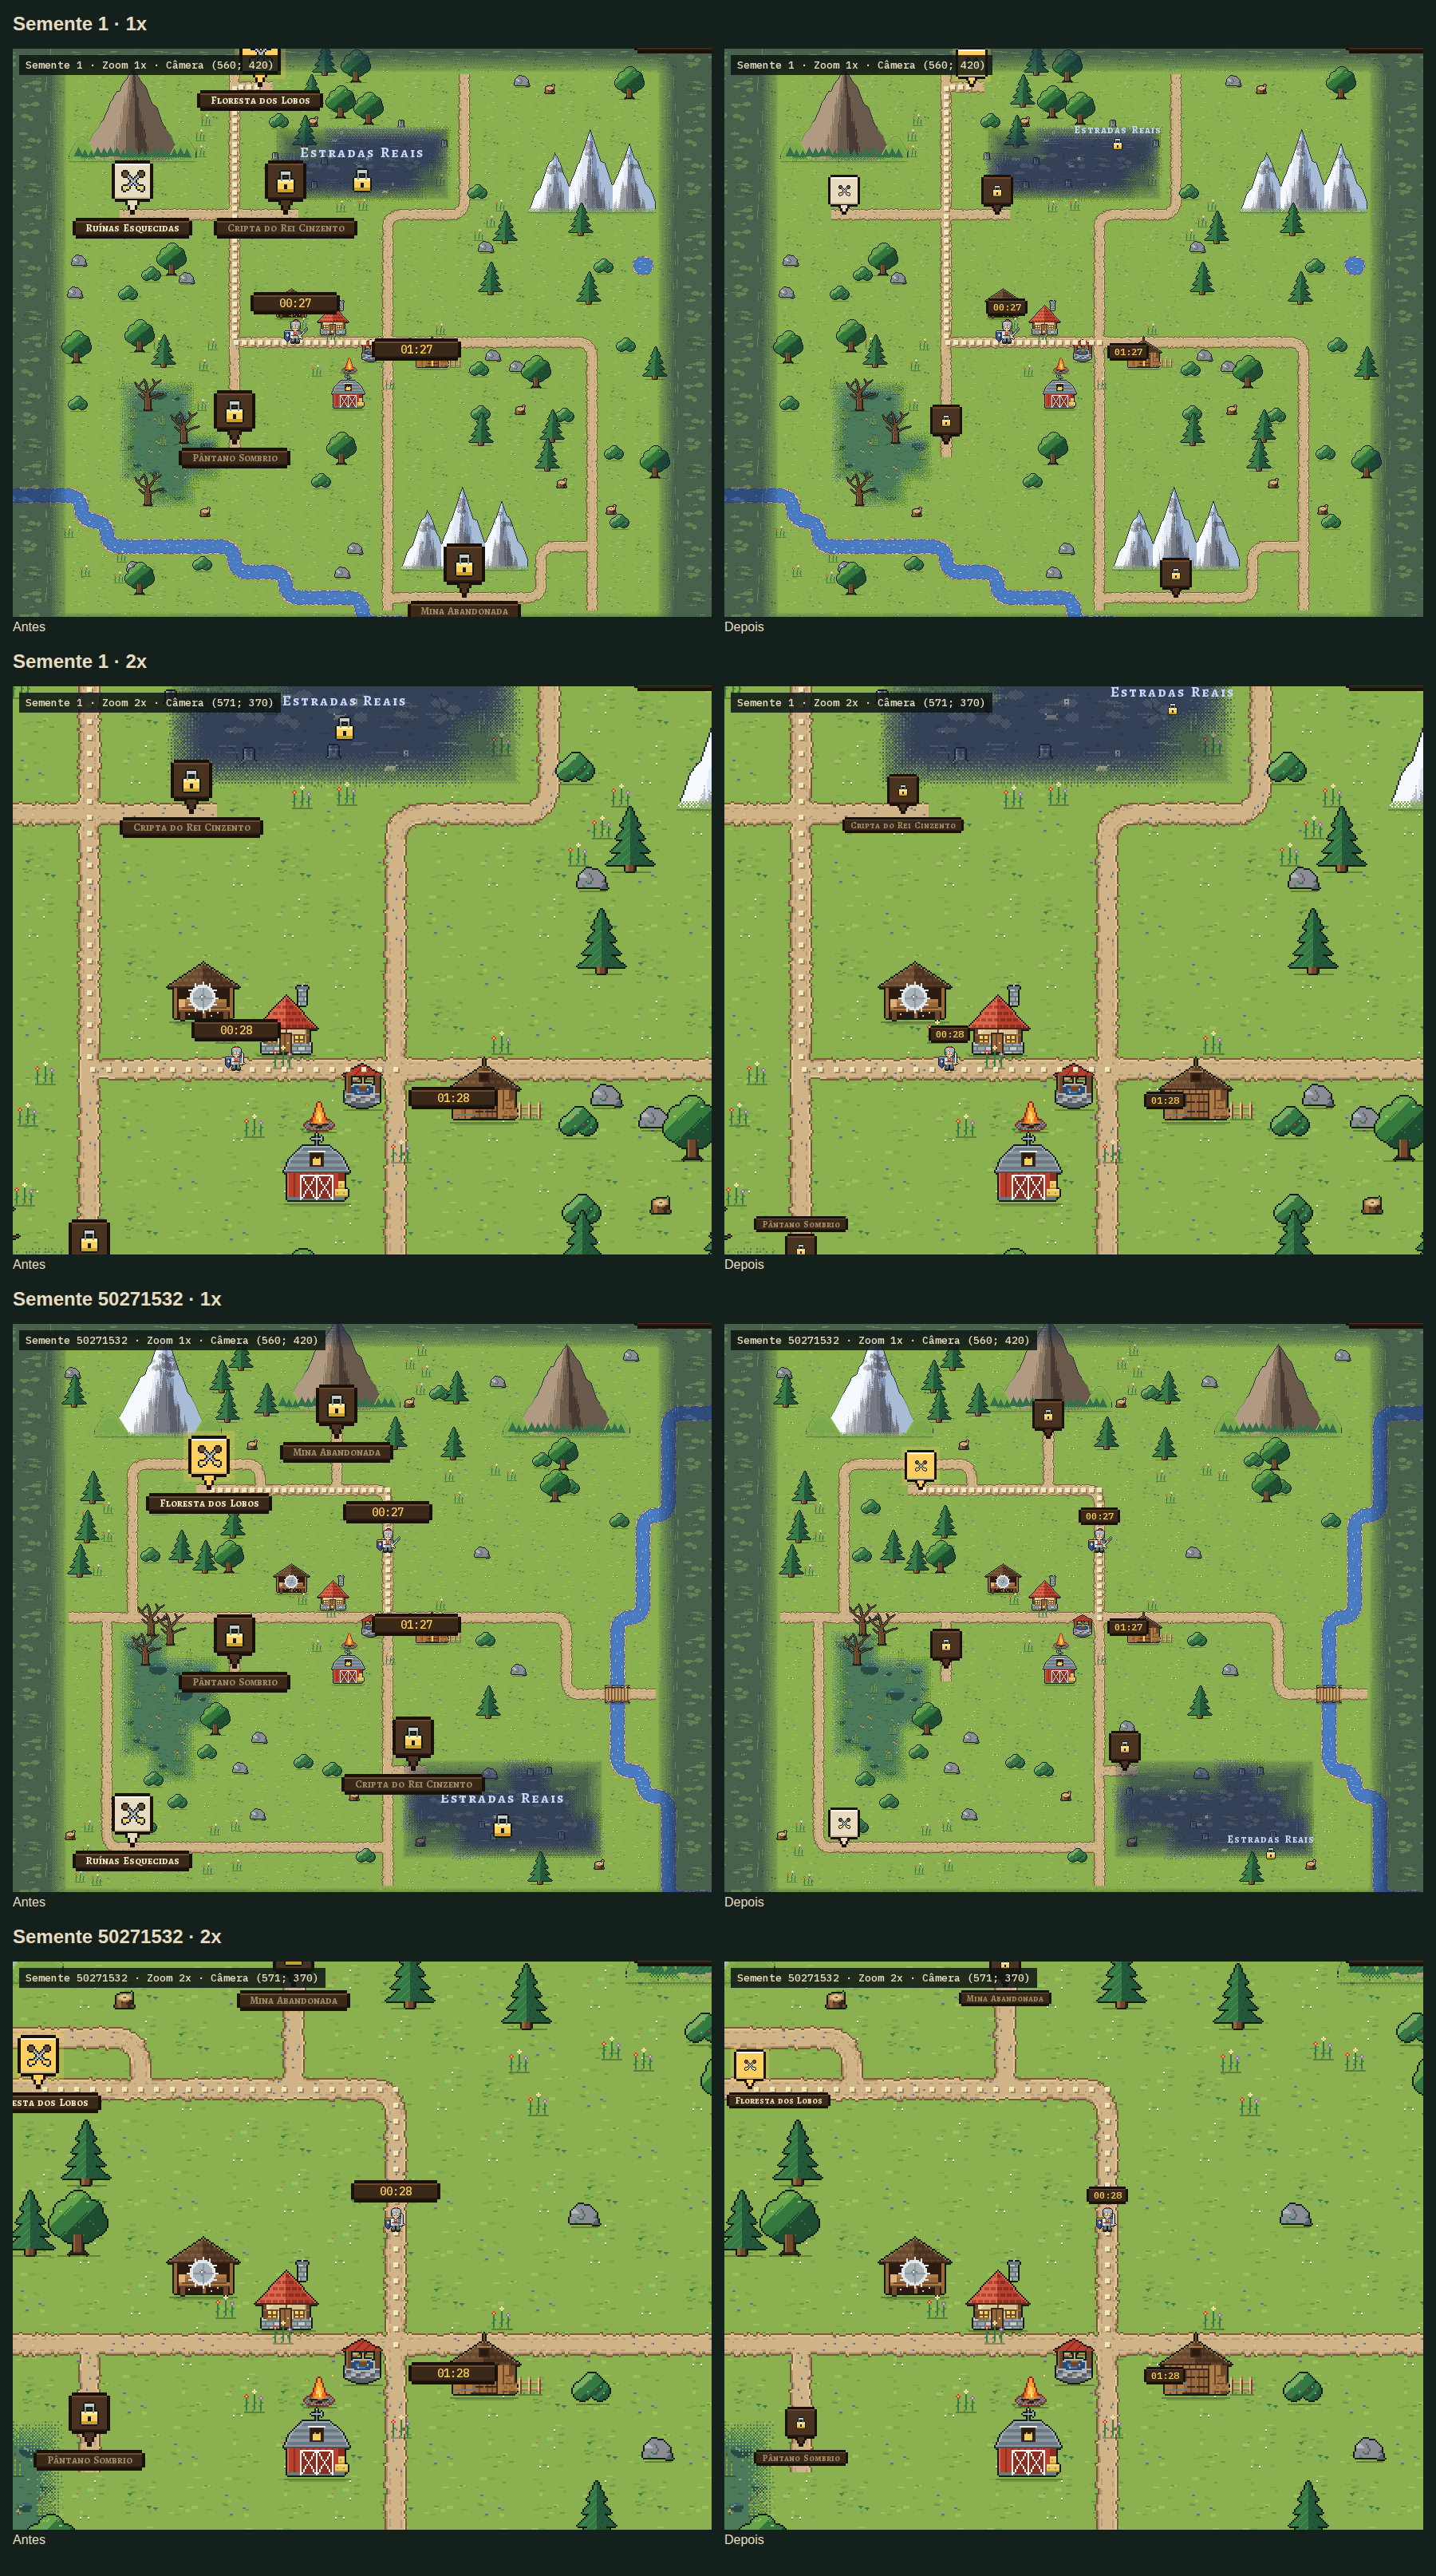 Semente 1 · 1x
Semente 1 · Zoom 1x · Câmera (560; 420)
Floresta dos Lobos
Estradas Reais
Ruínas Esquecidas
Cripta do Rei Cinzento
00:27
01:27
Pântano Sombrio
Mina Abandonada
Antes
Semente 1 · Zoom 1x · Câmera (560; 420)
Estradas Reais
00:27
01:27
Depois
Semente 1 · 2x
Semente 1 · Zoom 2x · Câmera (571; 370)
Estradas Reais
Cripta do Rei Cinzento
00:28
01:28
Antes
Semente 1 · Zoom 2x · Câmera (571; 370)
Estradas Reais
Cripta do Rei Cinzento
00:28
01:28
Pântano Sombrio
Depois
Semente 50271532 · 1x
Semente 50271532 · Zoom 1x · Câmera (560; 420)
Mina Abandonada
Floresta dos Lobos
00:27
01:27
Pântano Sombrio
Cripta do Rei Cinzento
Estradas Reais
Ruínas Esquecidas
Antes
Semente 50271532 · Zoom 1x · Câmera (560; 420)
00:27
01:27
Estradas Reais
Depois
Semente 50271532 · 2x
Semente 50271532 · Zoom 2x · Câmera (571; 370)
Mina Abandonada
esta dos Lobos
00:28
01:28
Pântano Sombrio
Antes
Semente 50271532 · Zoom 2x · Câmera (571; 370)
Mina Abandonada
Floresta dos Lobos
00:28
01:28
Pântano Sombrio
Depois